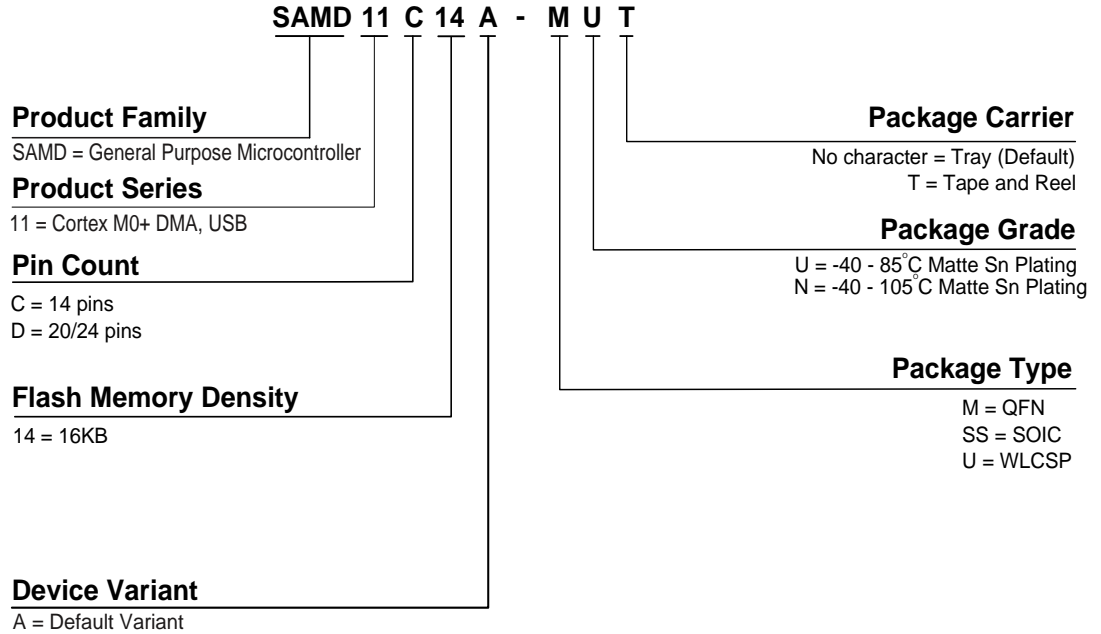 SAMD 11 C 14 A - M U T
Product Family
SAMD = General Purpose Microcontroller
Product Series
11 = Cortex M0+ DMA, USB
Pin Count
C = 14 pins
D = 20/24 pins
Flash Memory Density
14 = 16KB
Device Variant
A = Default Variant
Package Carrier
No character = Tray (Default)
T = Tape and Reel
Package Grade
U = -40 - 85°C Matte Sn Plating
N = -40 - 105°C Matte Sn Plating
Package Type
M = QFN
SS = SOIC
U = WLCSP